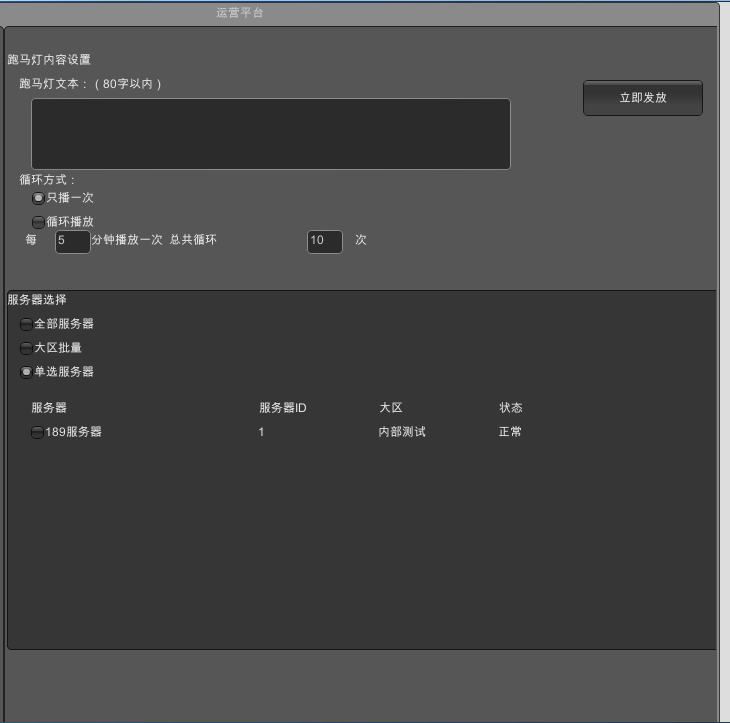 运营平台
跑马灯内容设置
跑马灯文本：（80字以内）
立即发放
循环方式：
只播一次
循环播放
每 5 分钟播放一次 总共循环 10 次
服务器选择
全部服务器
大区批量
单选服务器
服务器 服务器ID 大区 状态
189服务器 1 内部测试 正常